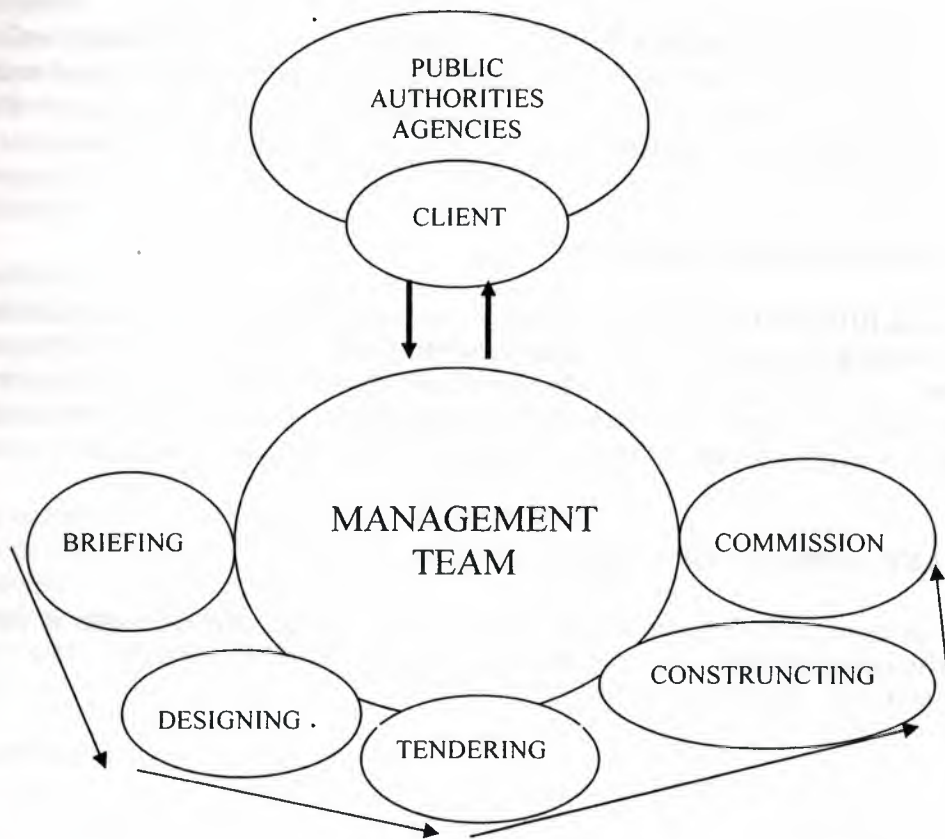 PUBLIC
AUTHORITIES
AGENCIES
CLIENT
MANAGEMENT
TEAM
BRIEFING
COMMISSION
DESIGNING .
CONSTRUNCTING
TENDERING